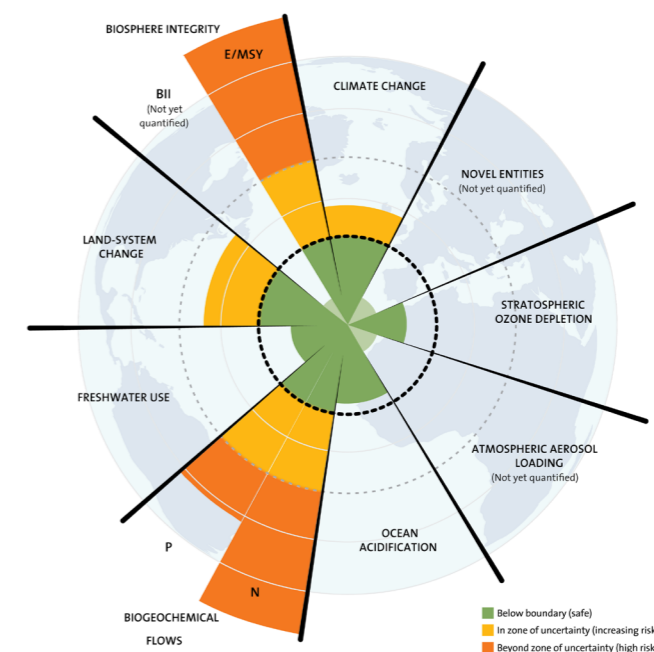 BIOSPHERE INTEGRITY
E/MSY
BII
(Not yet
quantified)
CLIMATE CHANGE
NOVEL ENTITIES
(Not yet quantified)
LAND-SYSTEM
CHANGE
STRATOSPHERIC
OZONE DEPLETION
FRESHWATER USE
ATMOSPHERIC AEROSOL
LOADING
(Not yet quantified)
OCEAN
ACIDIFICATION
P
N
BIOGEOCHEMICAL
FLOWS
Below boundary (safe)
In zone of uncertainty (increasing risk
Beyond zone of uncertainty (high risk